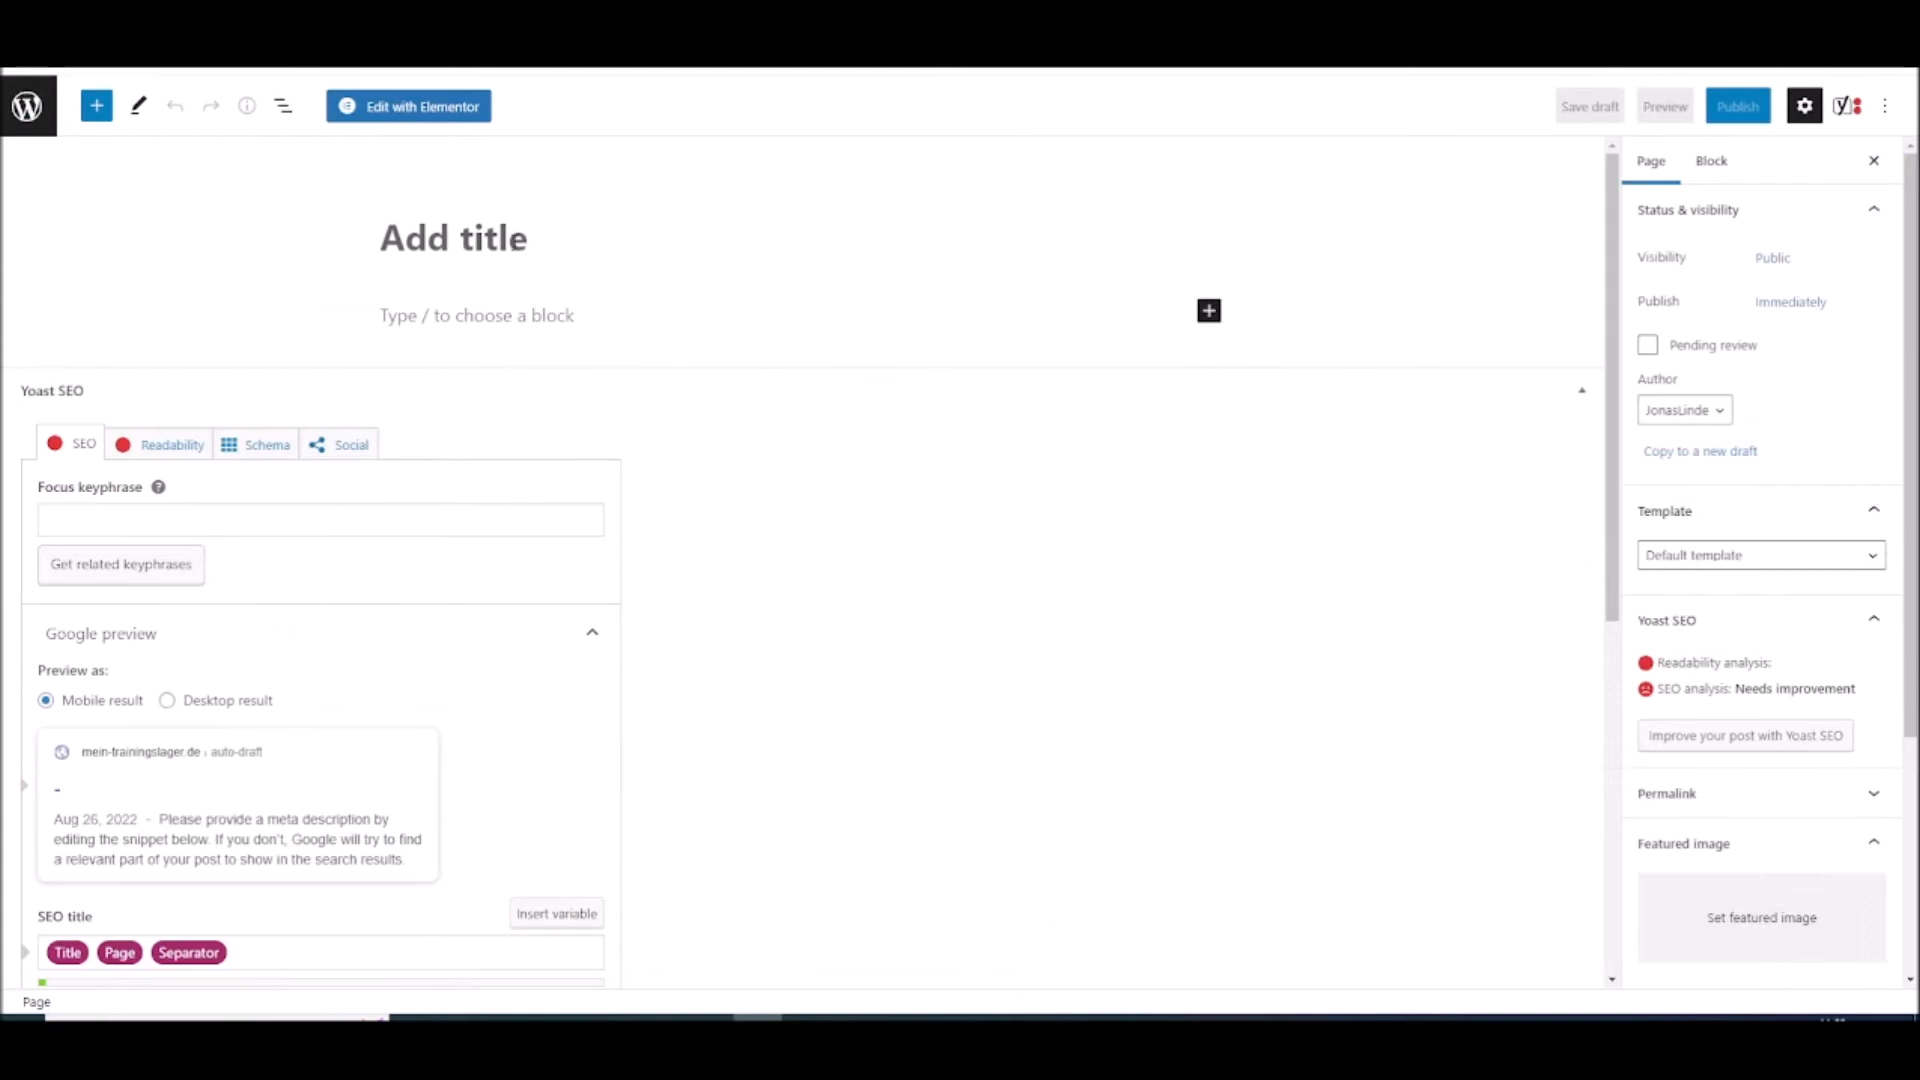 Edit with Elementor
Save draft
Preview
Publish
Add title
Type / to choose a block
Yoast SEO
SEO
Readability
Schema
Social
Focus keyphrase
Get related keyphrases
Google preview
Preview as:
Mobile result
Desktop result
mein-trainingslager.de › auto-draft
-
Aug 26, 2022 - Please provide a meta description by
editing the snippet below. If you don't, Google will try to find
a relevant part of your post to show in the search results.
SEO title
Insert variable
Title Page Separator
Page
Page
Block
Status & visibility
Visibility
Public
Publish
Immediately
Pending review
Author
JonasLinde
Copy to a new draft
Template
Default template
Yoast SEO
Readability analysis:
SEO analysis: Needs improvement
Improve your post with Yoast SEO
Permalink
Featured image
Set featured image